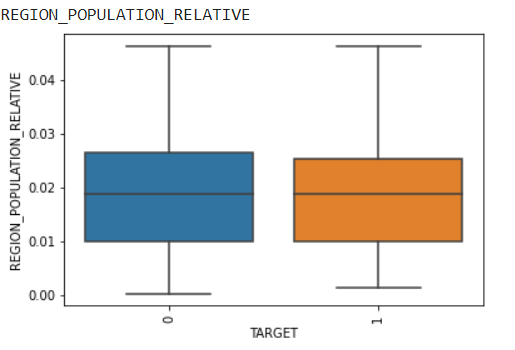 REGION_POPULATION_RELATIVE
REGION_POPULATION_RELATIVE
0.04
0.03
0.02
0.01
0.00
0
1
TARGET